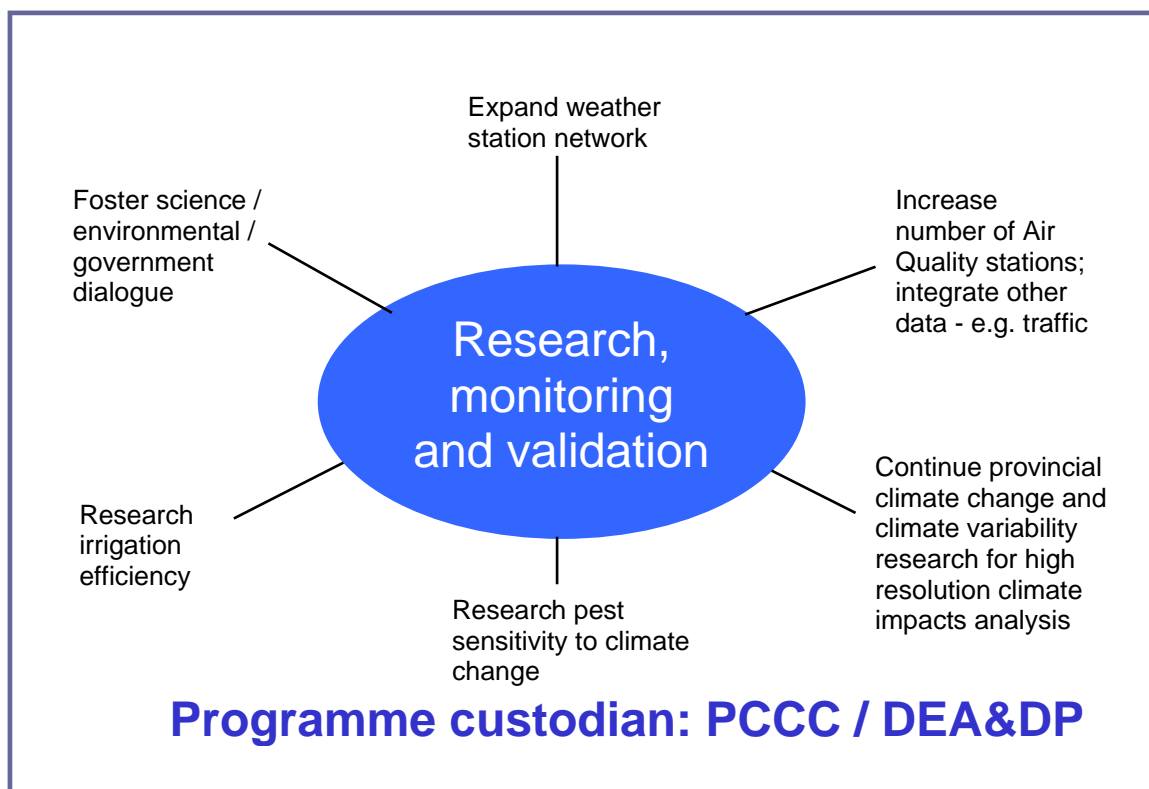 Expand weather
station network
Foster science /
environmental /
government
dialogue
Increase
number of Air
Quality stations;
integrate other
data - e.g. traffic
Research,
monitoring
and validation
Research
irrigation
efficiency
Continue provincial
climate change and
climate variability
research for high
resolution climate
impacts analysis
Research pest
sensitivity to climate
change
Programme custodian: PCCC / DEA&DP